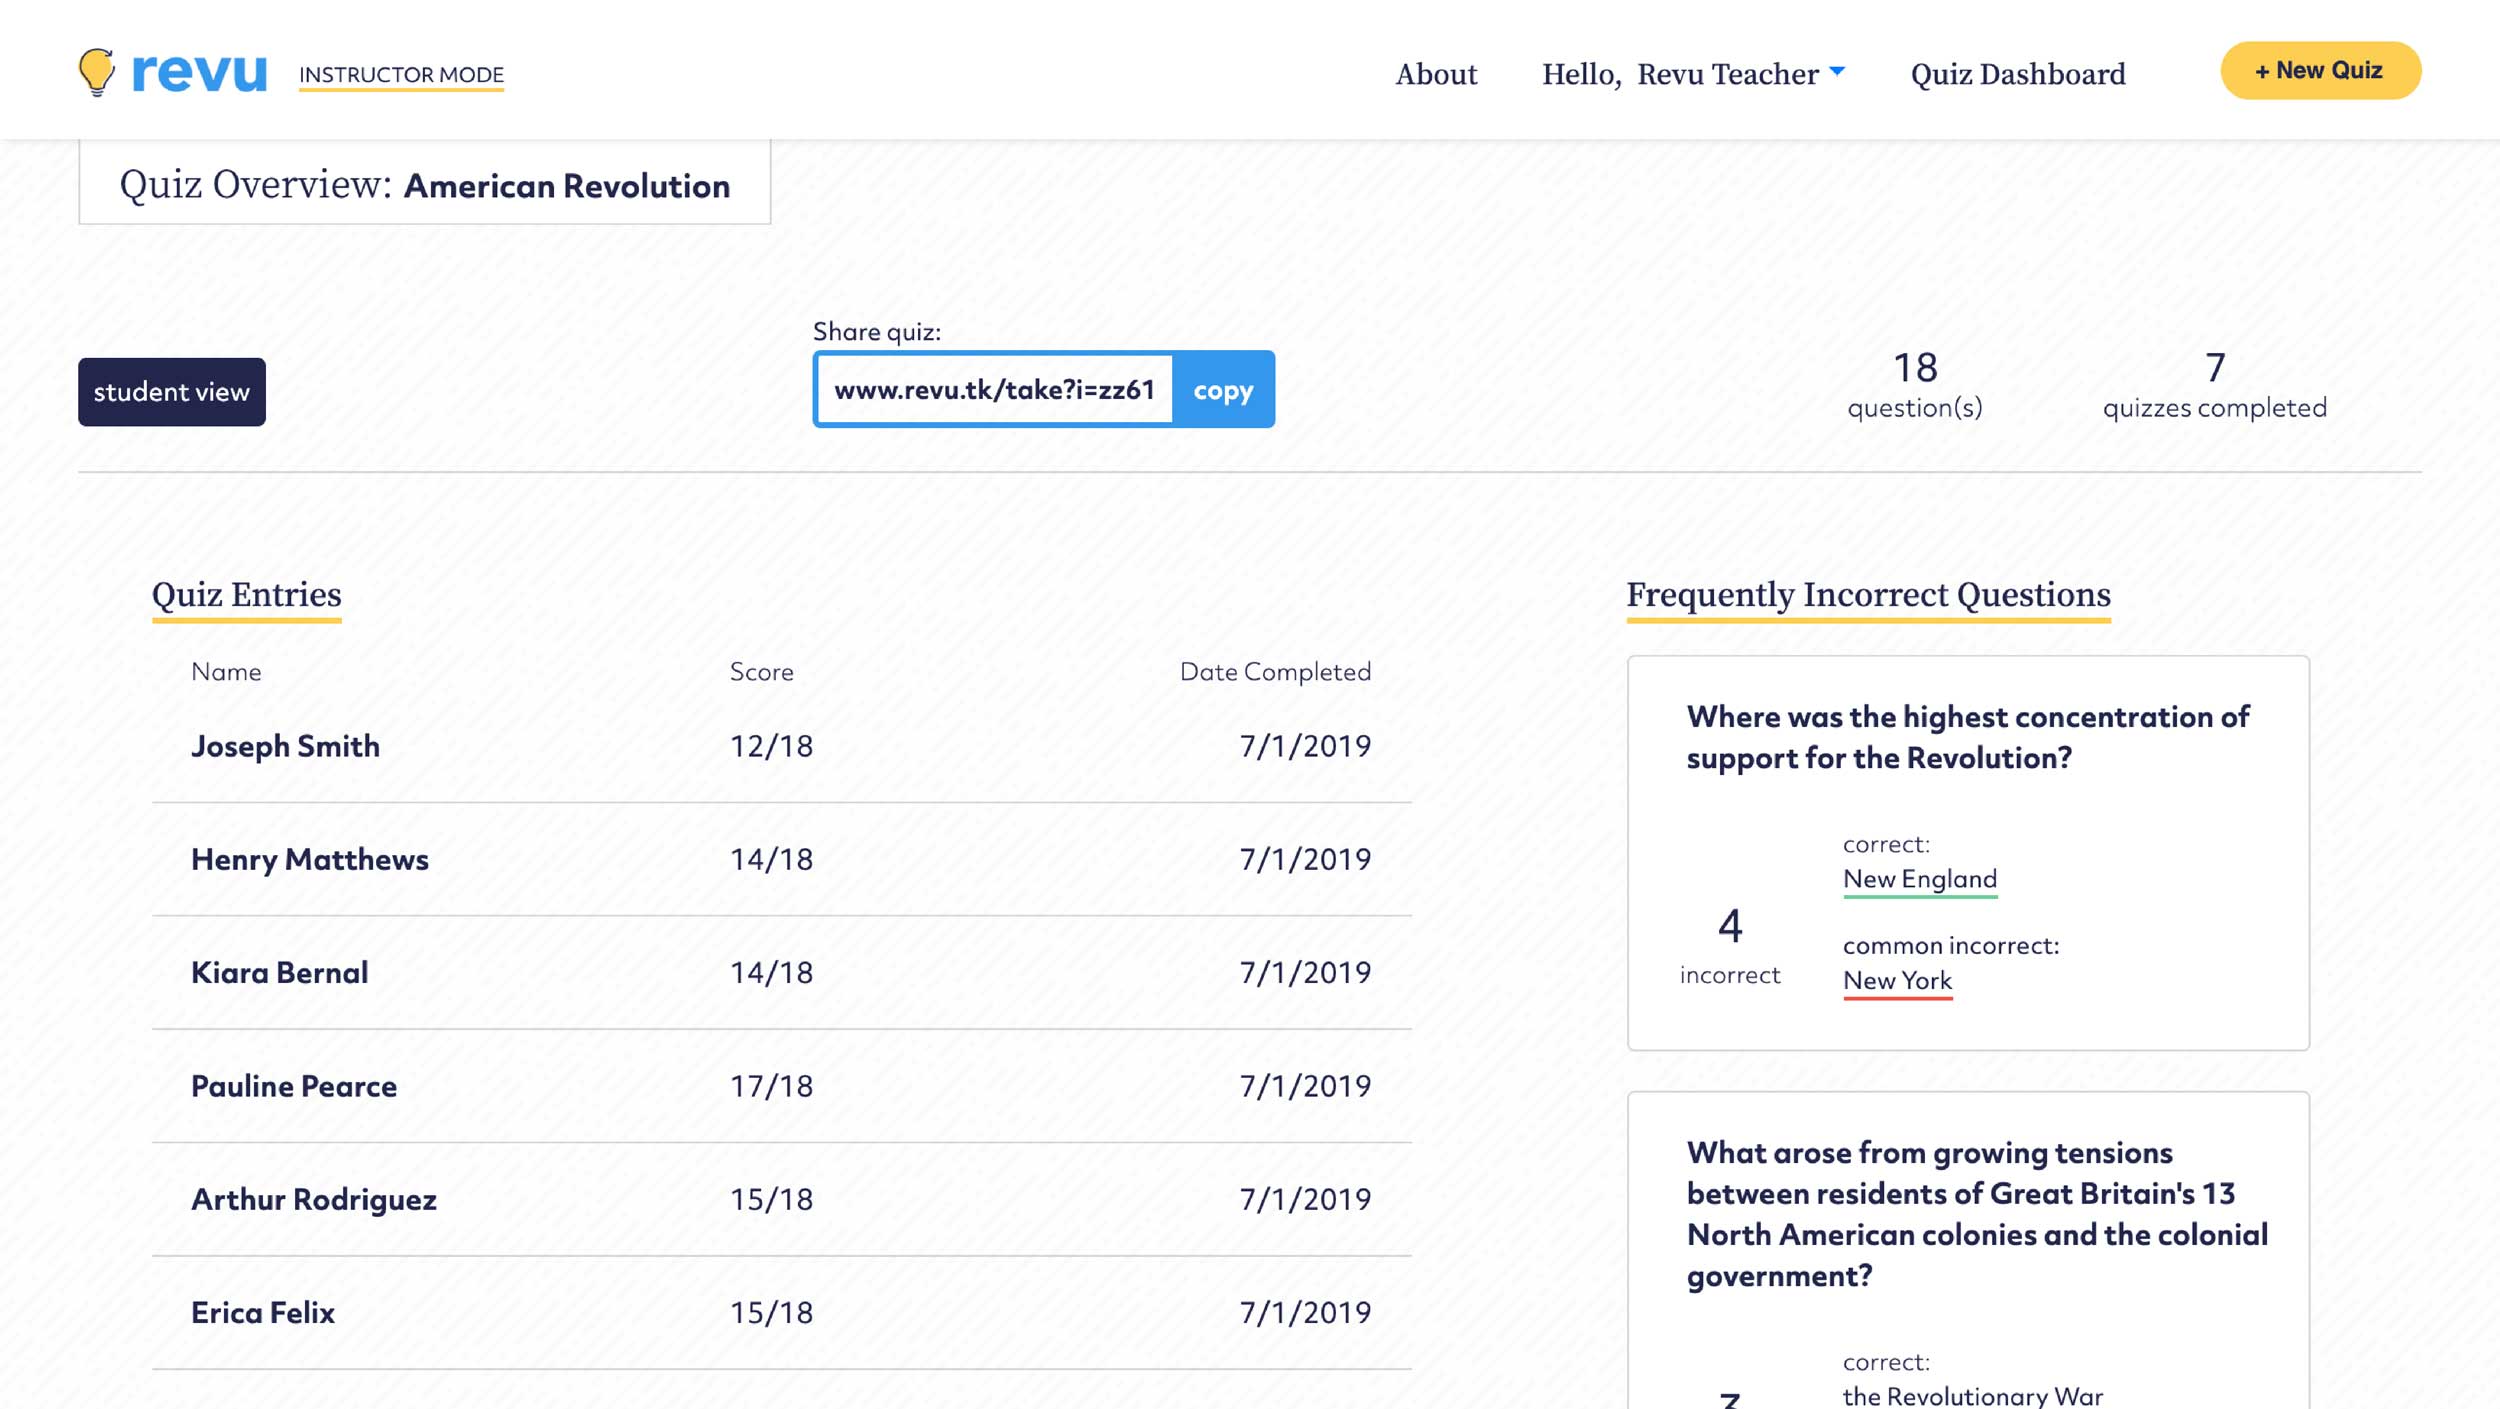 revu INSTRUCTOR MODE
About Hello, Revu Teacher Quiz Dashboard + New Quiz
Quiz Overview: American Revolution
Share quiz:
student view
www.revu.tk/take?i=zz61 copy
18
question(s)
7
quizzes completed
Quiz Entries
Name Score Date Completed
Joseph Smith 12/18 7/1/2019
Henry Matthews 14/18 7/1/2019
Kiara Bernal 14/18 7/1/2019
Pauline Pearce 17/18 7/1/2019
Arthur Rodriguez 15/18 7/1/2019
Erica Felix 15/18 7/1/2019
Frequently Incorrect Questions
Where was the highest concentration of
support for the Revolution?
4
incorrect
correct:
New England
common incorrect:
New York
What arose from growing tensions
between residents of Great Britain's 13
North American colonies and the colonial
government?
correct:
the Revolutionary War